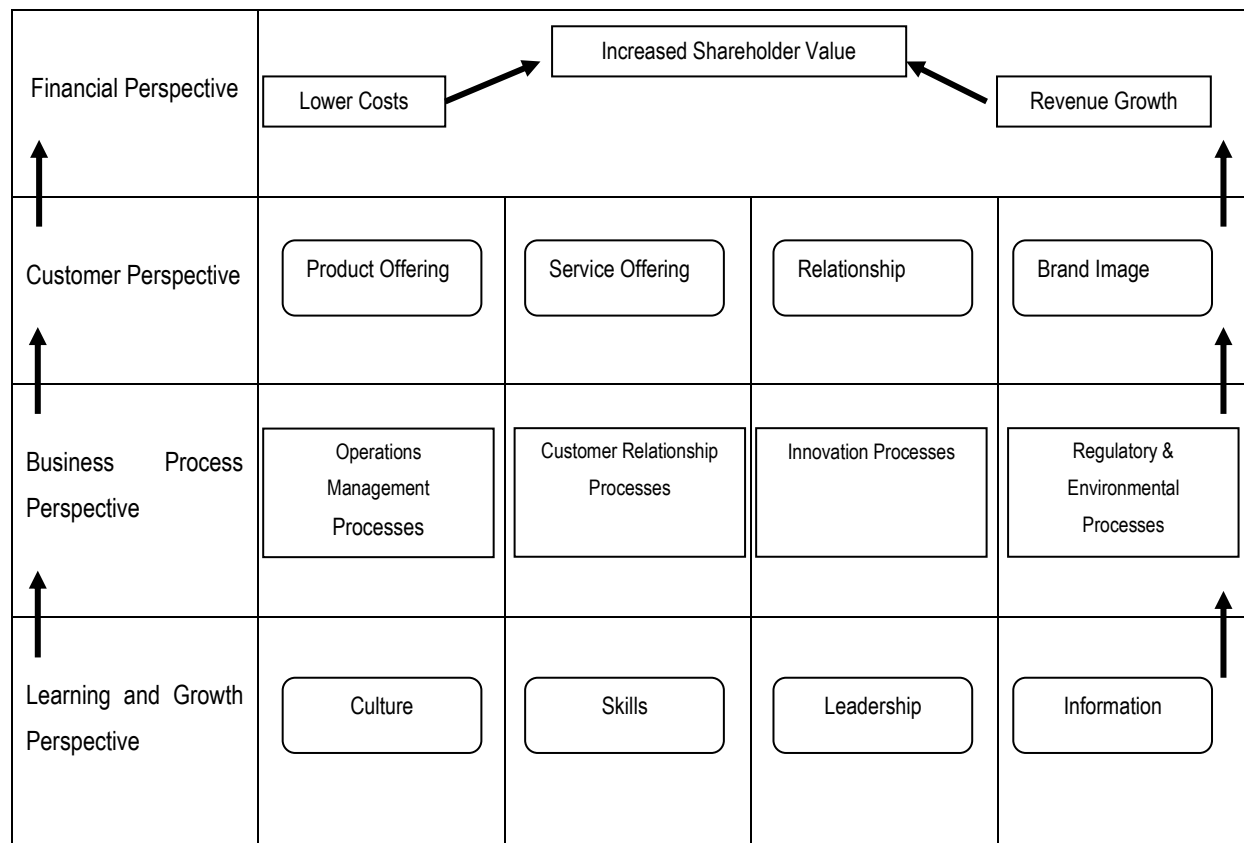 Financial Perspective
Increased Shareholder Value
Lower Costs
Revenue Growth
Customer Perspective
Product Offering
Service Offering
Relationship
Brand Image
Business Process
Perspective
Operations
Management
Processes
Customer Relationship
Processes
Innovation Processes
Regulatory &
Environmental
Processes
Learning and Growth
Perspective
Culture
Skills
Leadership
Information